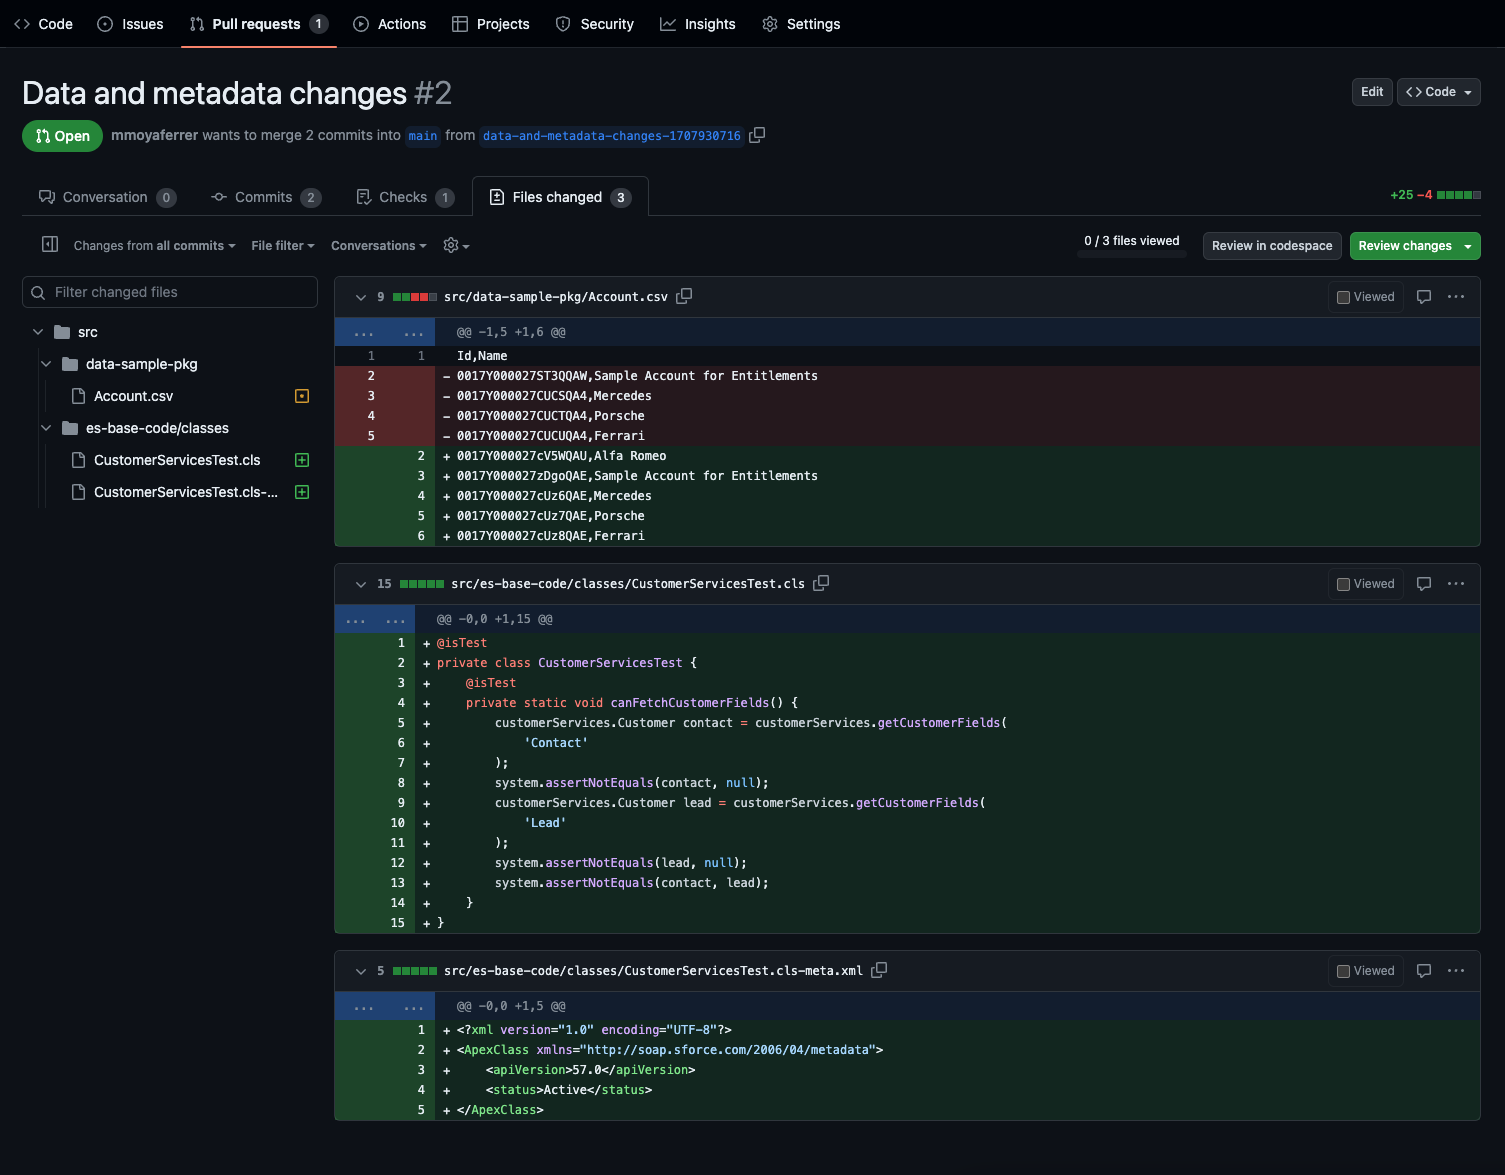 Code Issues Pull requests 1 Actions Projects Security Insights Settings
Data and metadata changes #2
Edit
Code
Open
mmoyaferrer wants to merge 2 commits into main from data-and-metadata-changes-1707930716
Conversation 0
Commits 2
Checks 1
Files changed 3
+25 −4
Changes from all commits
File filter
Conversations
0 / 3 files viewed
Review in codespace
Review changes
Filter changed files
src
data-sample-pkg
Account.csv
es-base-code/classes
CustomerServicesTest.cls
CustomerServicesTest.cls-...
9 src/data-sample-pkg/Account.csv
Viewed
... ... @@ -1,5 +1,6 @@
1 1 Id,Name
2 - 0017Y000027ST3QQAW,Sample Account for Entitlements
3 - 0017Y000027CUCSQA4,Mercedes
4 - 0017Y000027CUCTQA4,Porsche
5 - 0017Y000027CUCUQA4,Ferrari
2 + 0017Y000027cV5WQAU,Alfa Romeo
3 + 0017Y000027zDgoQAE,Sample Account for Entitlements
4 + 0017Y000027cUz6QAE,Mercedes
5 + 0017Y000027cUz7QAE,Porsche
6 + 0017Y000027cUz8QAE,Ferrari
15 src/es-base-code/classes/CustomerServicesTest.cls
Viewed
... ... @@ -0,0 +1,15 @@
1 + @isTest
2 + private class CustomerServicesTest {
3 +     @isTest
4 +     private static void canFetchCustomerFields() {
5 +         customerServices.Customer contact = customerServices.getCustomerFields(
6 +             'Contact'
7 +         );
8 +         system.assertNotEquals(contact, null);
9 +         customerServices.Customer lead = customerServices.getCustomerFields(
10 +             'Lead'
11 +         );
12 +         system.assertNotEquals(lead, null);
13 +         system.assertNotEquals(contact, lead);
14 +     }
15 + }
5 src/es-base-code/classes/CustomerServicesTest.cls-meta.xml
Viewed
... ... @@ -0,0 +1,5 @@
1 + <?xml version="1.0" encoding="UTF-8"?>
2 + <ApexClass xmlns="http://soap.sforce.com/2006/04/metadata">
3 +     <apiVersion>57.0</apiVersion>
4 +     <status>Active</status>
5 + </ApexClass>